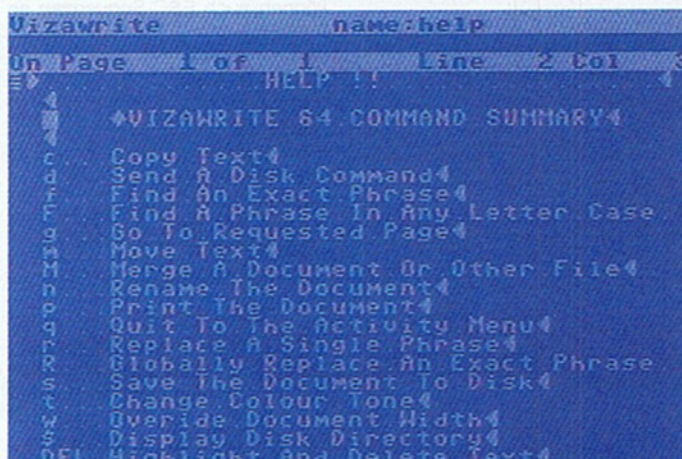 Vizawrite name:help
On Page 1 of 1 Line 2 Col 3
HELP !!
VIZAWRITE 64 COMMAND SUMMARY
c Copy Text
d Send A Disk Command
f Find An Exact Phrase
F Find A Phrase In Any Letter Case
g Go To Requested Page
m Move Text
M Merge A Document Or Other File
n Rename The Document
p Print The Document
q Quit To The Activity Menu
r Replace A Single Phrase
R Globally Replace An Exact Phrase
s Save The Document To Disk
t Change Colour Tone
w Overide Document Width
$ Display Disk Directory
DEL Highlight And Delete Text